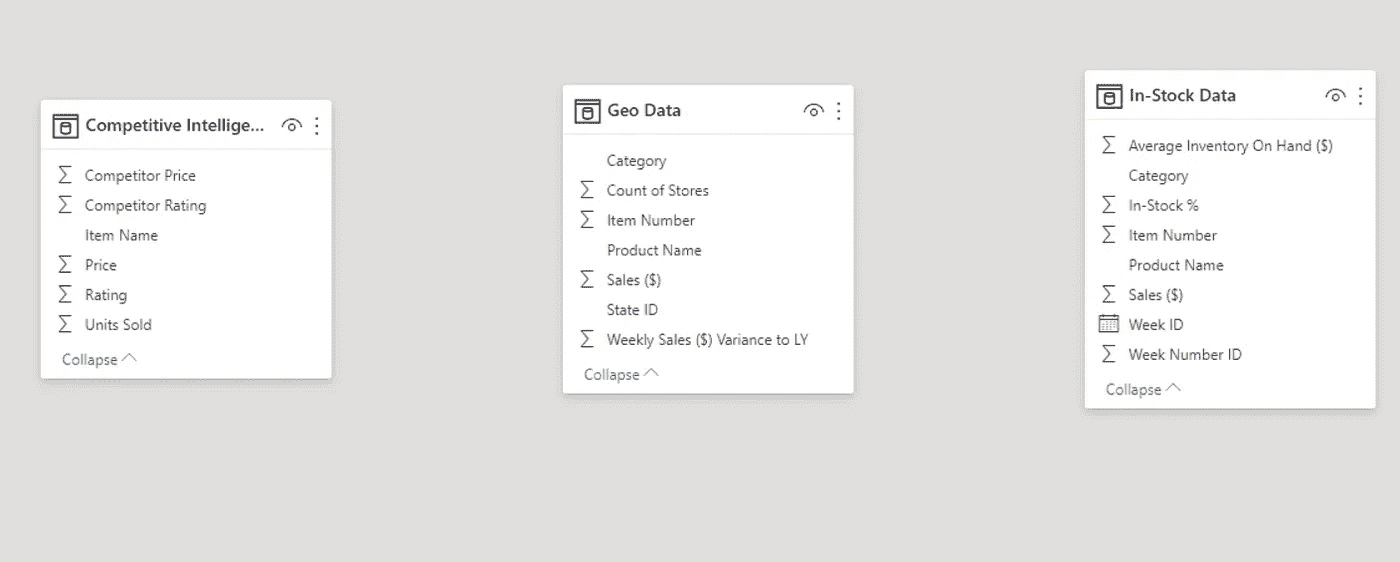 Competitive Intellige...
Competitor Price
Competitor Rating
Item Name
Price
Rating
Units Sold
Collapse
Geo Data
Category
Count of Stores
Item Number
Product Name
Sales ($)
State ID
Weekly Sales ($) Variance to LY
Collapse
In-Stock Data
Average Inventory On Hand ($)
Category
In-Stock %
Item Number
Product Name
Sales ($)
Week ID
Week Number ID
Collapse